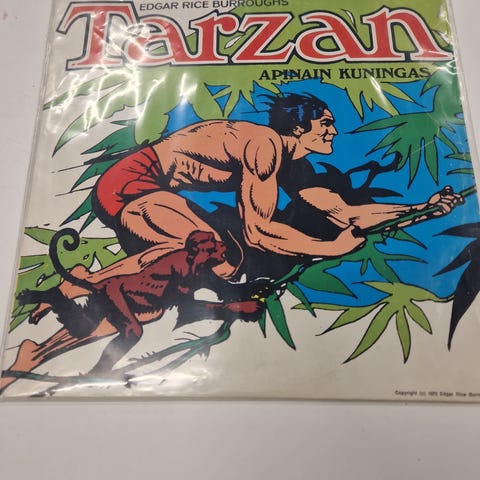 EDGAR RICE BURROUGHS
Tarzan
APINAIN KUNINGAS
Copyright (c) 1973 Edgar Rice